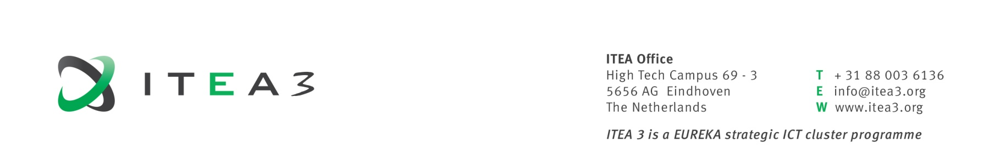 ITEA3
ITEA Office
High Tech Campus 69 - 3
5656 AG Eindhoven
The Netherlands
T + 31 88 003 6136
E info@itea3.org
W www.itea3.org
ITEA 3 is a EUREKA strategic ICT cluster programme